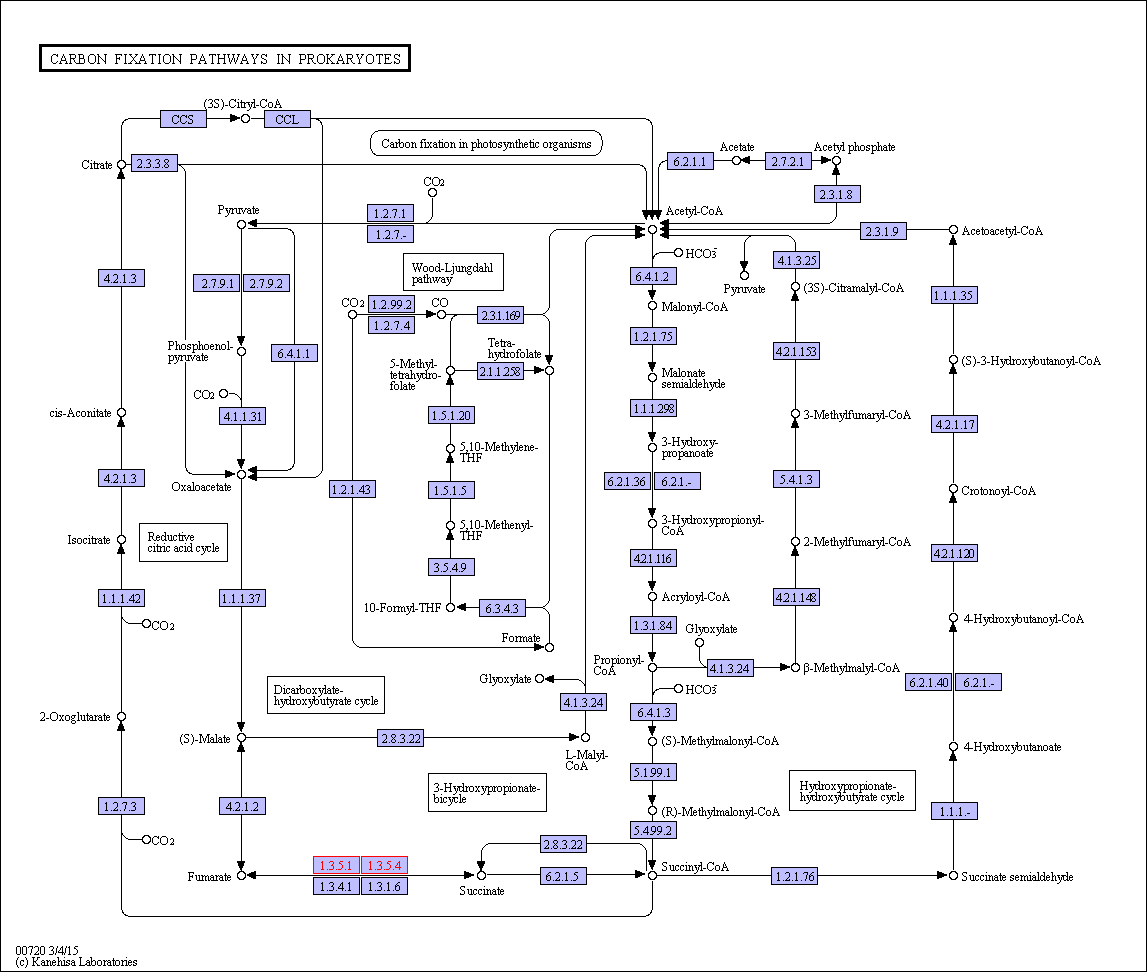 CARBON FIXATION PATHWAYS IN PROKARYOTES
(3S)-Citryl-CoA
CCS
CCL
Carbon fixation in photosynthetic organisms
Citrate
2.3.3.8
6.2.1.1
Acetate
2.7.2.1
Acetyl phosphate
2.3.1.8
CO2
Pyruvate
1.2.7.1
1.2.7.-
Acetyl-CoA
2.3.1.9
Acetoacetyl-CoA
HCO3-
4.1.3.25
4.2.1.3
2.7.9.1
2.7.9.2
Wood-Ljungdahl
pathway
6.4.1.2
Pyruvate
(3S)-Citramalyl-CoA
1.1.1.35
CO2
1.2.99.2
1.2.7.4
CO
2.3.1.169
Malonyl-CoA
1.2.1.75
Phosphoenol-
pyruvate
6.4.1.1
Tetra-
hydrofolate
5-Methyl-
tetrahydro-
folate
2.1.1.258
4.2.1.153
(S)-3-Hydroxybutanoyl-CoA
Malonate
semialdehyde
CO2
4.1.1.31
cis-Aconitate
1.5.1.20
1.1.1.298
3-Methylfumaryl-CoA
4.2.1.17
5,10-Methylene-
THF
3-Hydroxy-
propanoate
4.2.1.3
Oxaloacetate
1.2.1.43
1.5.1.5
6.2.1.36
6.2.1.-
5.4.1.3
Crotonoyl-CoA
5,10-Methenyl-
THF
3-Hydroxypropionyl-
CoA
Isocitrate
Reductive
citric acid cycle
2-Methylfumaryl-CoA
4.2.1.120
3.5.4.9
4.2.1.116
1.1.1.42
1.1.1.37
10-Formyl-THF
6.3.4.3
Acryloyl-CoA
4.2.1.148
CO2
1.3.1.84
Glyoxylate
4-Hydroxybutanoyl-CoA
Formate
Propionyl-
CoA
4.1.3.24
β-Methylmalyl-CoA
Glyoxylate
HCO3-
6.2.1.40
6.2.1.-
Dicarboxylate-
hydroxybutyrate cycle
4.1.3.24
6.4.1.3
2-Oxoglutarate
(S)-Malate
2.8.3.22
L-Malyl-
CoA
(S)-Methylmalonyl-CoA
4-Hydroxybutanoate
5.1.99.1
3-Hydroxypropionate-
bicycle
Hydroxypropionate-
hydroxybutyrate cycle
1.2.7.3
4.2.1.2
(R)-Methylmalonyl-CoA
1.1.1.-
CO2
5.4.99.2
2.8.3.22
1.3.5.1
1.3.5.4
Succinyl-CoA
Fumarate
1.3.4.1
1.3.1.6
Succinate
6.2.1.5
1.2.1.76
Succinate semialdehyde
00720 3/4/15
(c) Kanehisa Laboratories